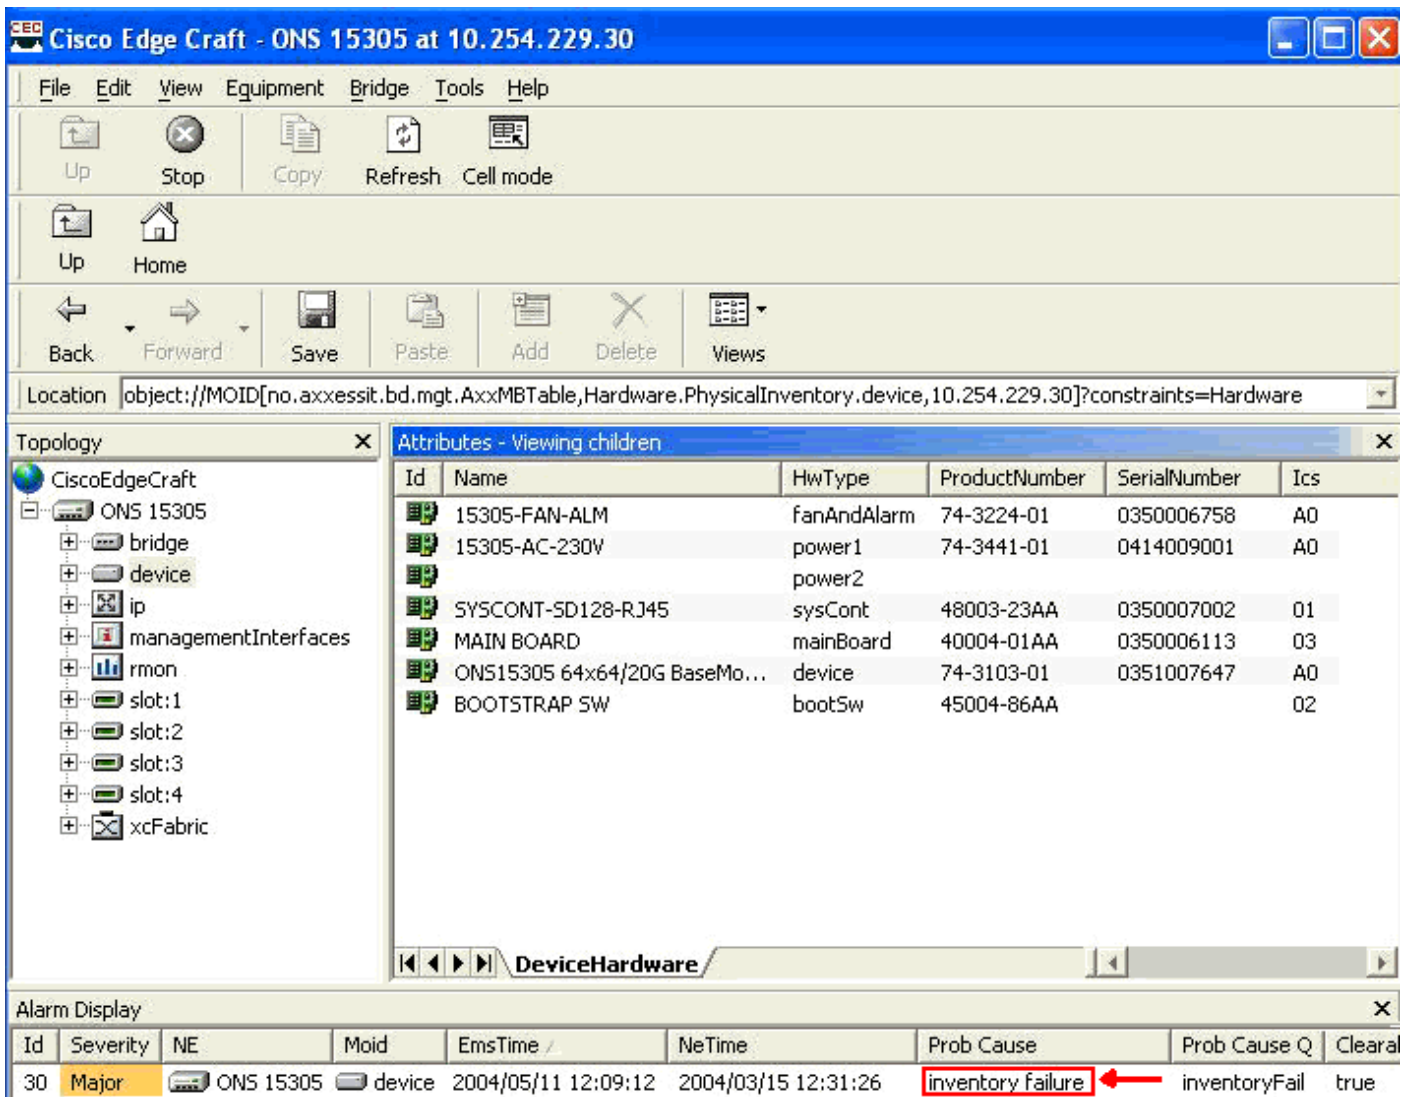 CEC Cisco Edge Craft - ONS 15305 at 10.254.229.30
File Edit View Equipment Bridge Tools Help
Up Stop Copy Refresh Cell mode
Up Home
Back Forward Save Paste Add Delete Views
Location object://MOID[no.axxessit.bd.mgt.AxxMBTable,Hardware.PhysicalInventory.device,10.254.229.30]?constraints=Hardware
Topology
CiscoEdgeCraft
ONS 15305
bridge
device
ip
managementInterfaces
rmon
slot:1
slot:2
slot:3
slot:4
xcFabric
Attributes - Viewing children
Id Name HwType ProductNumber SerialNumber Ics
15305-FAN-ALM fanAndAlarm 74-3224-01 0350006758 A0
15305-AC-230V power1 74-3441-01 0414009001 A0
power2
SYSCONT-SD128-RJ45 sysCont 48003-23AA 0350007002 01
MAIN BOARD mainBoard 40004-01AA 0350006113 03
ONS15305 64x64/20G BaseMo... device 74-3103-01 0351007647 A0
BOOTSTRAP SW bootSw 45004-86AA 02
DeviceHardware
Alarm Display
Id Severity NE Moid EmsTime NeTime Prob Cause Prob Cause Q Clearal
30 Major ONS 15305 device 2004/05/11 12:09:12 2004/03/15 12:31:26 inventory failure inventoryFail true